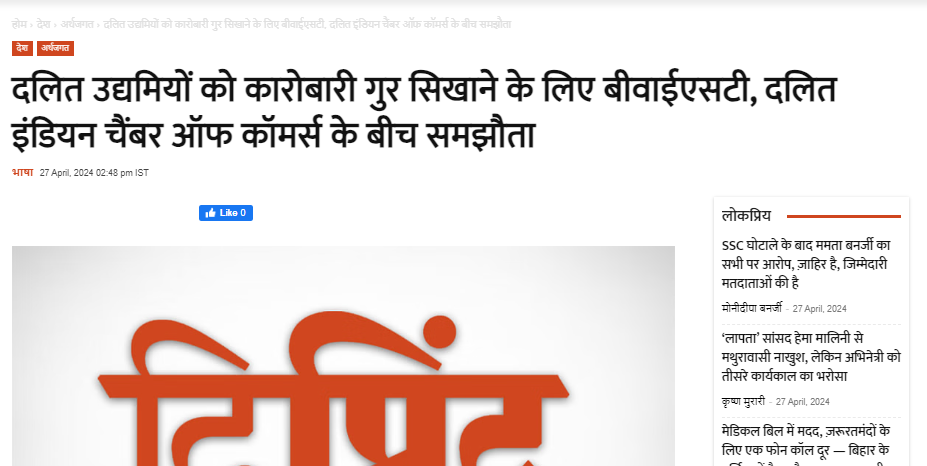 होम › देश › अर्थजगत › दलित उद्यमियों को कारोबारी गुर सिखाने के लिए बीवाईएसटी, दलित इंडियन चैंबर ऑफ कॉमर्स के बीच समझौता
देश अर्थजगत
दलित उद्यमियों को कारोबारी गुर सिखाने के लिए बीवाईएसटी, दलित
इंडियन चैंबर ऑफ कॉमर्स के बीच समझौता
भाषा 27 April, 2024 02:48 pm IST
Like 0
दिप्रिंट
लोकप्रिय
SSC घोटाले के बाद ममता बनर्जी का
सभी पर आरोप, ज़ाहिर है, जिम्मेदारी
मतदाताओं की है
मोनीदीपा बनर्जी - 27 April, 2024
‘लापता’ सांसद हेमा मालिनी से
मथुरावासी नाखुश, लेकिन अभिनेत्री को
तीसरे कार्यकाल का भरोसा
कृष्ण मुरारी - 27 April, 2024
मेडिकल बिल में मदद, ज़रूरतमंदों के
लिए एक फोन कॉल दूर — बिहार के